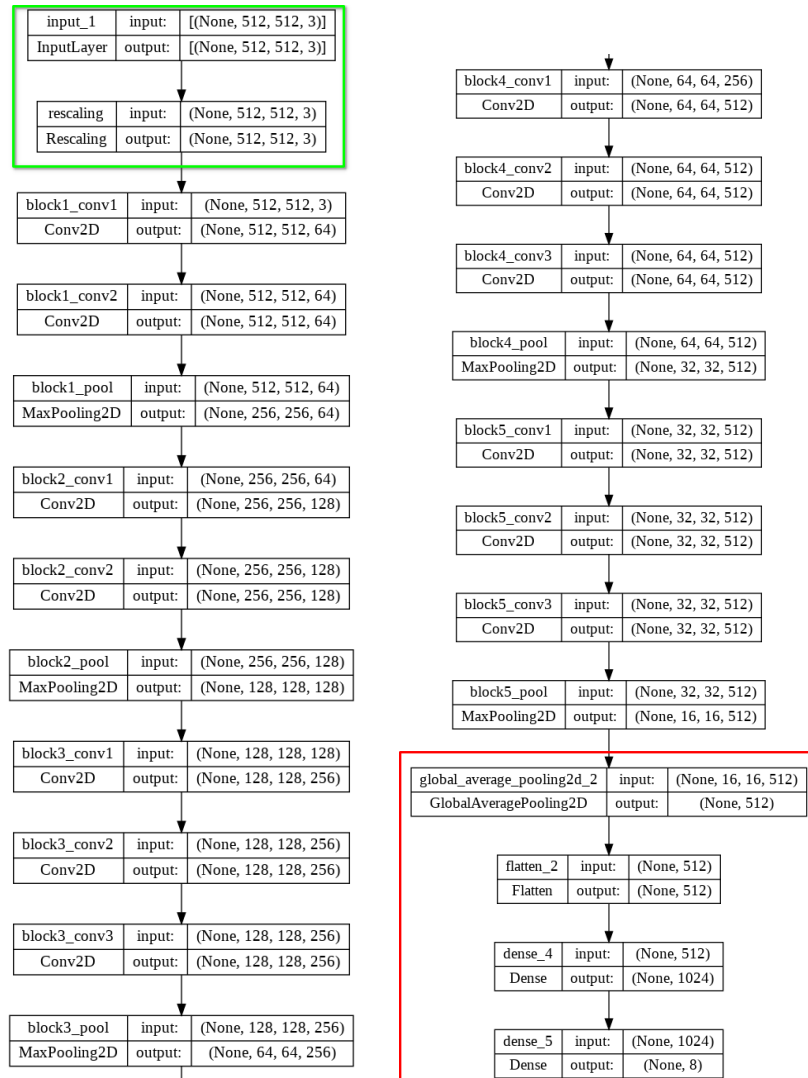 input_1 input: [(None, 512, 512, 3)]
InputLayer output: [(None, 512, 512, 3)]
rescaling input: (None, 512, 512, 3)
Rescaling output: (None, 512, 512, 3)
block1_conv1 input: (None, 512, 512, 3)
Conv2D output: (None, 512, 512, 64)
block1_conv2 input: (None, 512, 512, 64)
Conv2D output: (None, 512, 512, 64)
block1_pool input: (None, 512, 512, 64)
MaxPooling2D output: (None, 256, 256, 64)
block2_conv1 input: (None, 256, 256, 64)
Conv2D output: (None, 256, 256, 128)
block2_conv2 input: (None, 256, 256, 128)
Conv2D output: (None, 256, 256, 128)
block2_pool input: (None, 256, 256, 128)
MaxPooling2D output: (None, 128, 128, 128)
block3_conv1 input: (None, 128, 128, 128)
Conv2D output: (None, 128, 128, 256)
block3_conv2 input: (None, 128, 128, 256)
Conv2D output: (None, 128, 128, 256)
block3_conv3 input: (None, 128, 128, 256)
Conv2D output: (None, 128, 128, 256)
block3_pool input: (None, 128, 128, 256)
MaxPooling2D output: (None, 64, 64, 256)
block4_conv1 input: (None, 64, 64, 256)
Conv2D output: (None, 64, 64, 512)
block4_conv2 input: (None, 64, 64, 512)
Conv2D output: (None, 64, 64, 512)
block4_conv3 input: (None, 64, 64, 512)
Conv2D output: (None, 64, 64, 512)
block4_pool input: (None, 64, 64, 512)
MaxPooling2D output: (None, 32, 32, 512)
block5_conv1 input: (None, 32, 32, 512)
Conv2D output: (None, 32, 32, 512)
block5_conv2 input: (None, 32, 32, 512)
Conv2D output: (None, 32, 32, 512)
block5_conv3 input: (None, 32, 32, 512)
Conv2D output: (None, 32, 32, 512)
block5_pool input: (None, 32, 32, 512)
MaxPooling2D output: (None, 16, 16, 512)
global_average_pooling2d_2 input: (None, 16, 16, 512)
GlobalAveragePooling2D output: (None, 512)
flatten_2 input: (None, 512)
Flatten output: (None, 512)
dense_4 input: (None, 512)
Dense output: (None, 1024)
dense_5 input: (None, 1024)
Dense output: (None, 8)